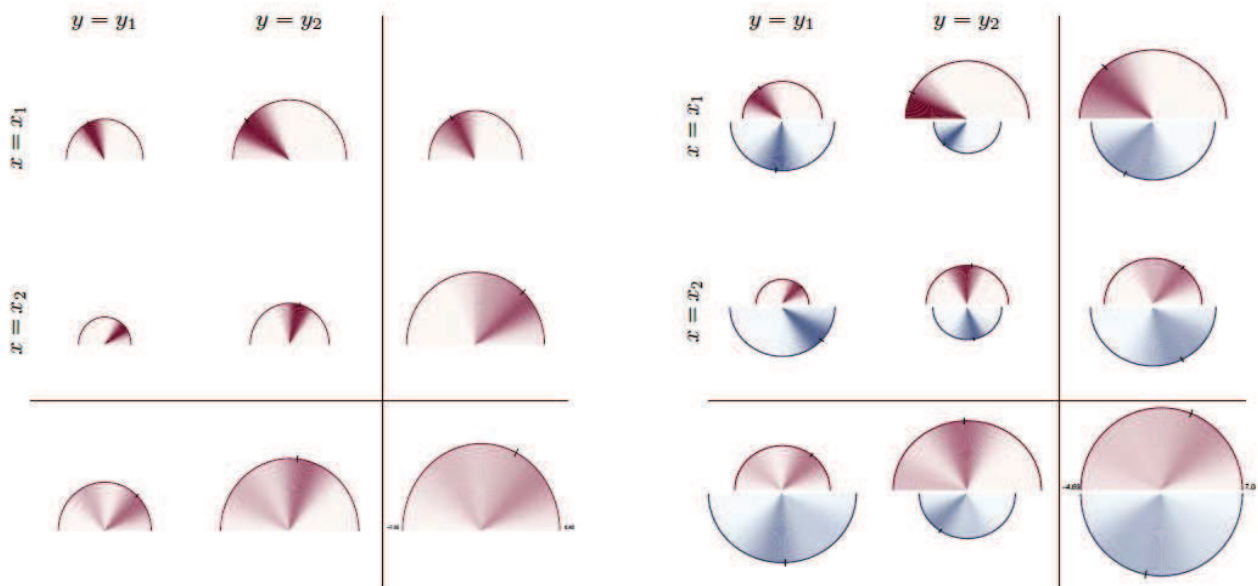 y = y₁ y = y₂ y = y₁ y = y₂
x = x₁ x = x₁
x = x₂ x = x₂